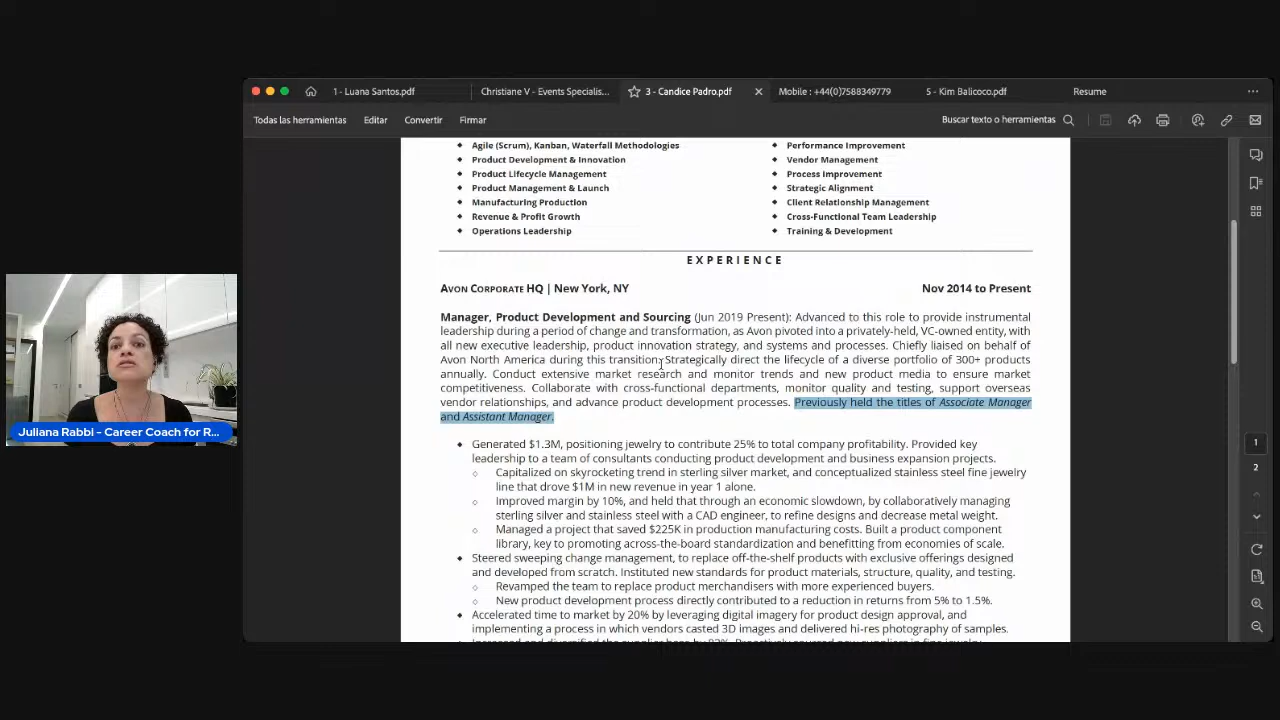 1 - Luana Santos.pdf
Christiane V - Events Specialis...
3 - Candice Padro.pdf
Mobile : +44(0)7588349779
5 - Kim Balicoco.pdf
Resume
Todas las herramientas
Editar
Convertir
Firmar
Buscar texto o herramientas
Agile (Scrum), Kanban, Waterfall Methodologies
Product Development & Innovation
Product Lifecycle Management
Product Management & Launch
Manufacturing Production
Revenue & Profit Growth
Operations Leadership
Performance Improvement
Vendor Management
Process Improvement
Strategic Alignment
Client Relationship Management
Cross-Functional Team Leadership
Training & Development
EXPERIENCE
AVON CORPORATE HQ | New York, NY
Nov 2014 to Present
Manager, Product Development and Sourcing (Jun 2019 Present): Advanced to this role to provide instrumental
leadership during a period of change and transformation, as Avon pivoted into a privately-held, VC-owned entity, with
all new executive leadership, product innovation strategy, and systems and processes. Chiefly liaised on behalf of
Avon North America during this transition. Strategically direct the lifecycle of a diverse portfolio of 300+ products
annually. Conduct extensive market research and monitor trends and new product media to ensure market
competitiveness. Collaborate with cross-functional departments, monitor quality and testing, support overseas
vendor relationships, and advance product development processes. Previously held the titles of Associate Manager
and Assistant Manager.
Generated $1.3M, positioning jewelry to contribute 25% to total company profitability. Provided key
leadership to a team of consultants conducting product development and business expansion projects.
Capitalized on skyrocketing trend in sterling silver market, and conceptualized stainless steel fine jewelry
line that drove $1M in new revenue in year 1 alone.
Improved margin by 10%, and held that through an economic slowdown, by collaboratively managing
sterling silver and stainless steel with a CAD engineer, to refine designs and decrease metal weight.
Managed a project that saved $225K in production manufacturing costs. Built a product component
library, key to promoting across-the-board standardization and benefitting from economies of scale.
Steered sweeping change management, to replace off-the-shelf products with exclusive offerings designed
and developed from scratch. Instituted new standards for product materials, structure, quality, and testing.
Revamped the team to replace product merchandisers with more experienced buyers.
New product development process directly contributed to a reduction in returns from 5% to 1.5%.
Accelerated time to market by 20% by leveraging digital imagery for product design approval, and
implementing a process in which vendors casted 3D images and delivered hi-res photography of samples.
1
2
Juliana Rabbi - Career Coach for R...